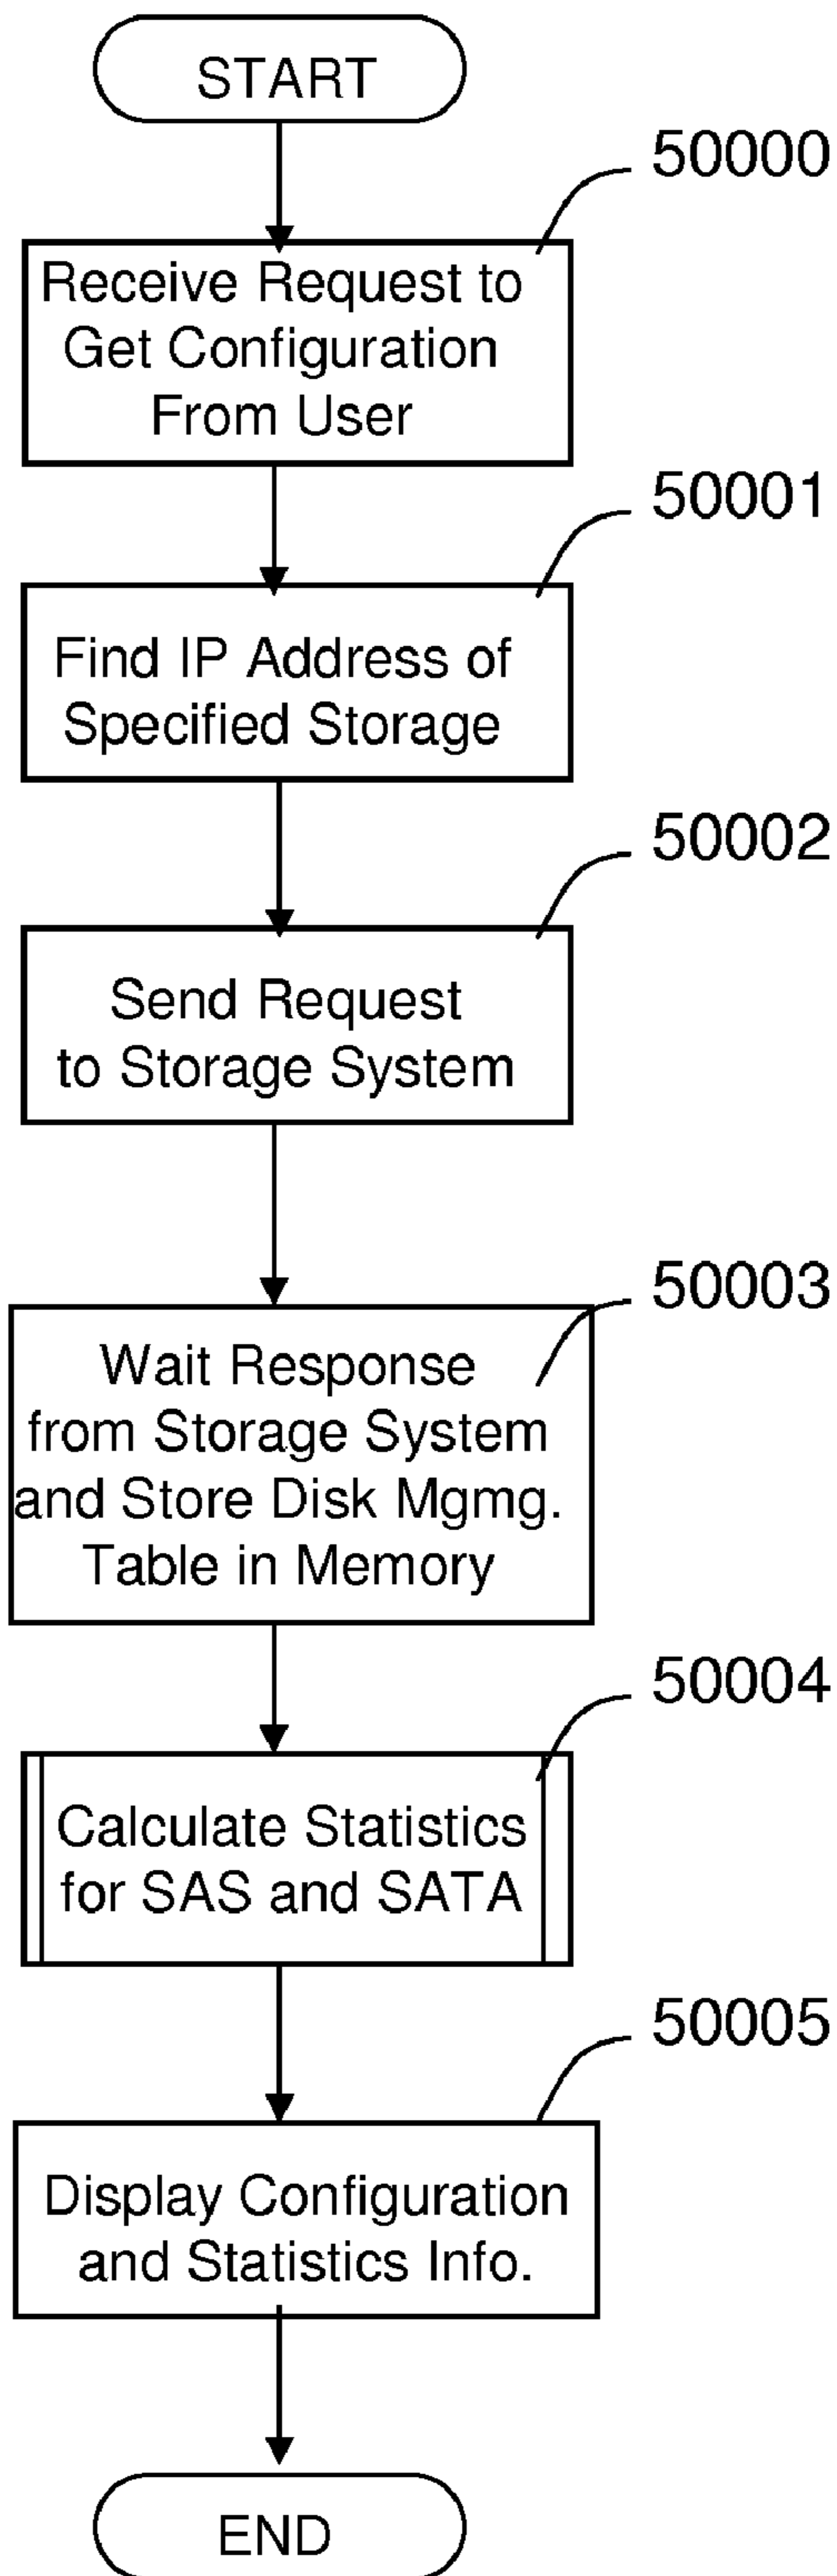 START
50000
Receive Request to
Get Configuration
From User
50001
Find IP Address of
Specified Storage
50002
Send Request
to Storage System
50003
Wait Response
from Storage System
and Store Disk Mgmg.
Table in Memory
50004
Calculate Statistics
for SAS and SATA
50005
Display Configuration
and Statistics Info.
END